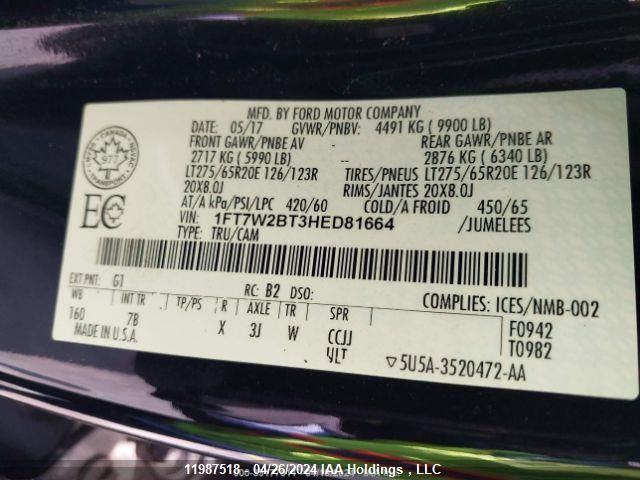 MFD. BY FORD MOTOR COMPANY
DATE: 05/17 GVWR/PNBV: 4491 KG (9900 LB)
FRONT GAWR/PNBE AV REAR GAWR/PNBE AR
2717 KG (5990 LB) -- 2876 KG (6340 LB)
LT275/65R20E 126/123R TIRES/PNEUS LT275/65R20E 126/123R
20X8.0J RIMS/JANTES 20X8.0J
AT/A kPa/PSI/LPC 420/60 COLD/A FROID 450/65
VIN: 1FT7W2BT3HED81664 /JUMELEES
TYPE: TRU/CAM
CANADA
977
EC
EXT PNT: G1 RC: B2 DSO: COMPLIES: ICES/NMB-002
WB INT TR TP/PS R AXLE TR SPR F0942
160 7B X 3J W CCJJ T0982
MADE IN U.S.A. ULT ▽5U5A-3520472-AA
11987518 - 04/26/2024 IAA Holdings , LLC